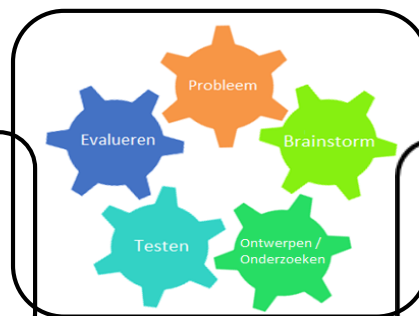 Probleem
Brainstorm
Ontwerpen /
Onderzoeken
Testen
Evalueren